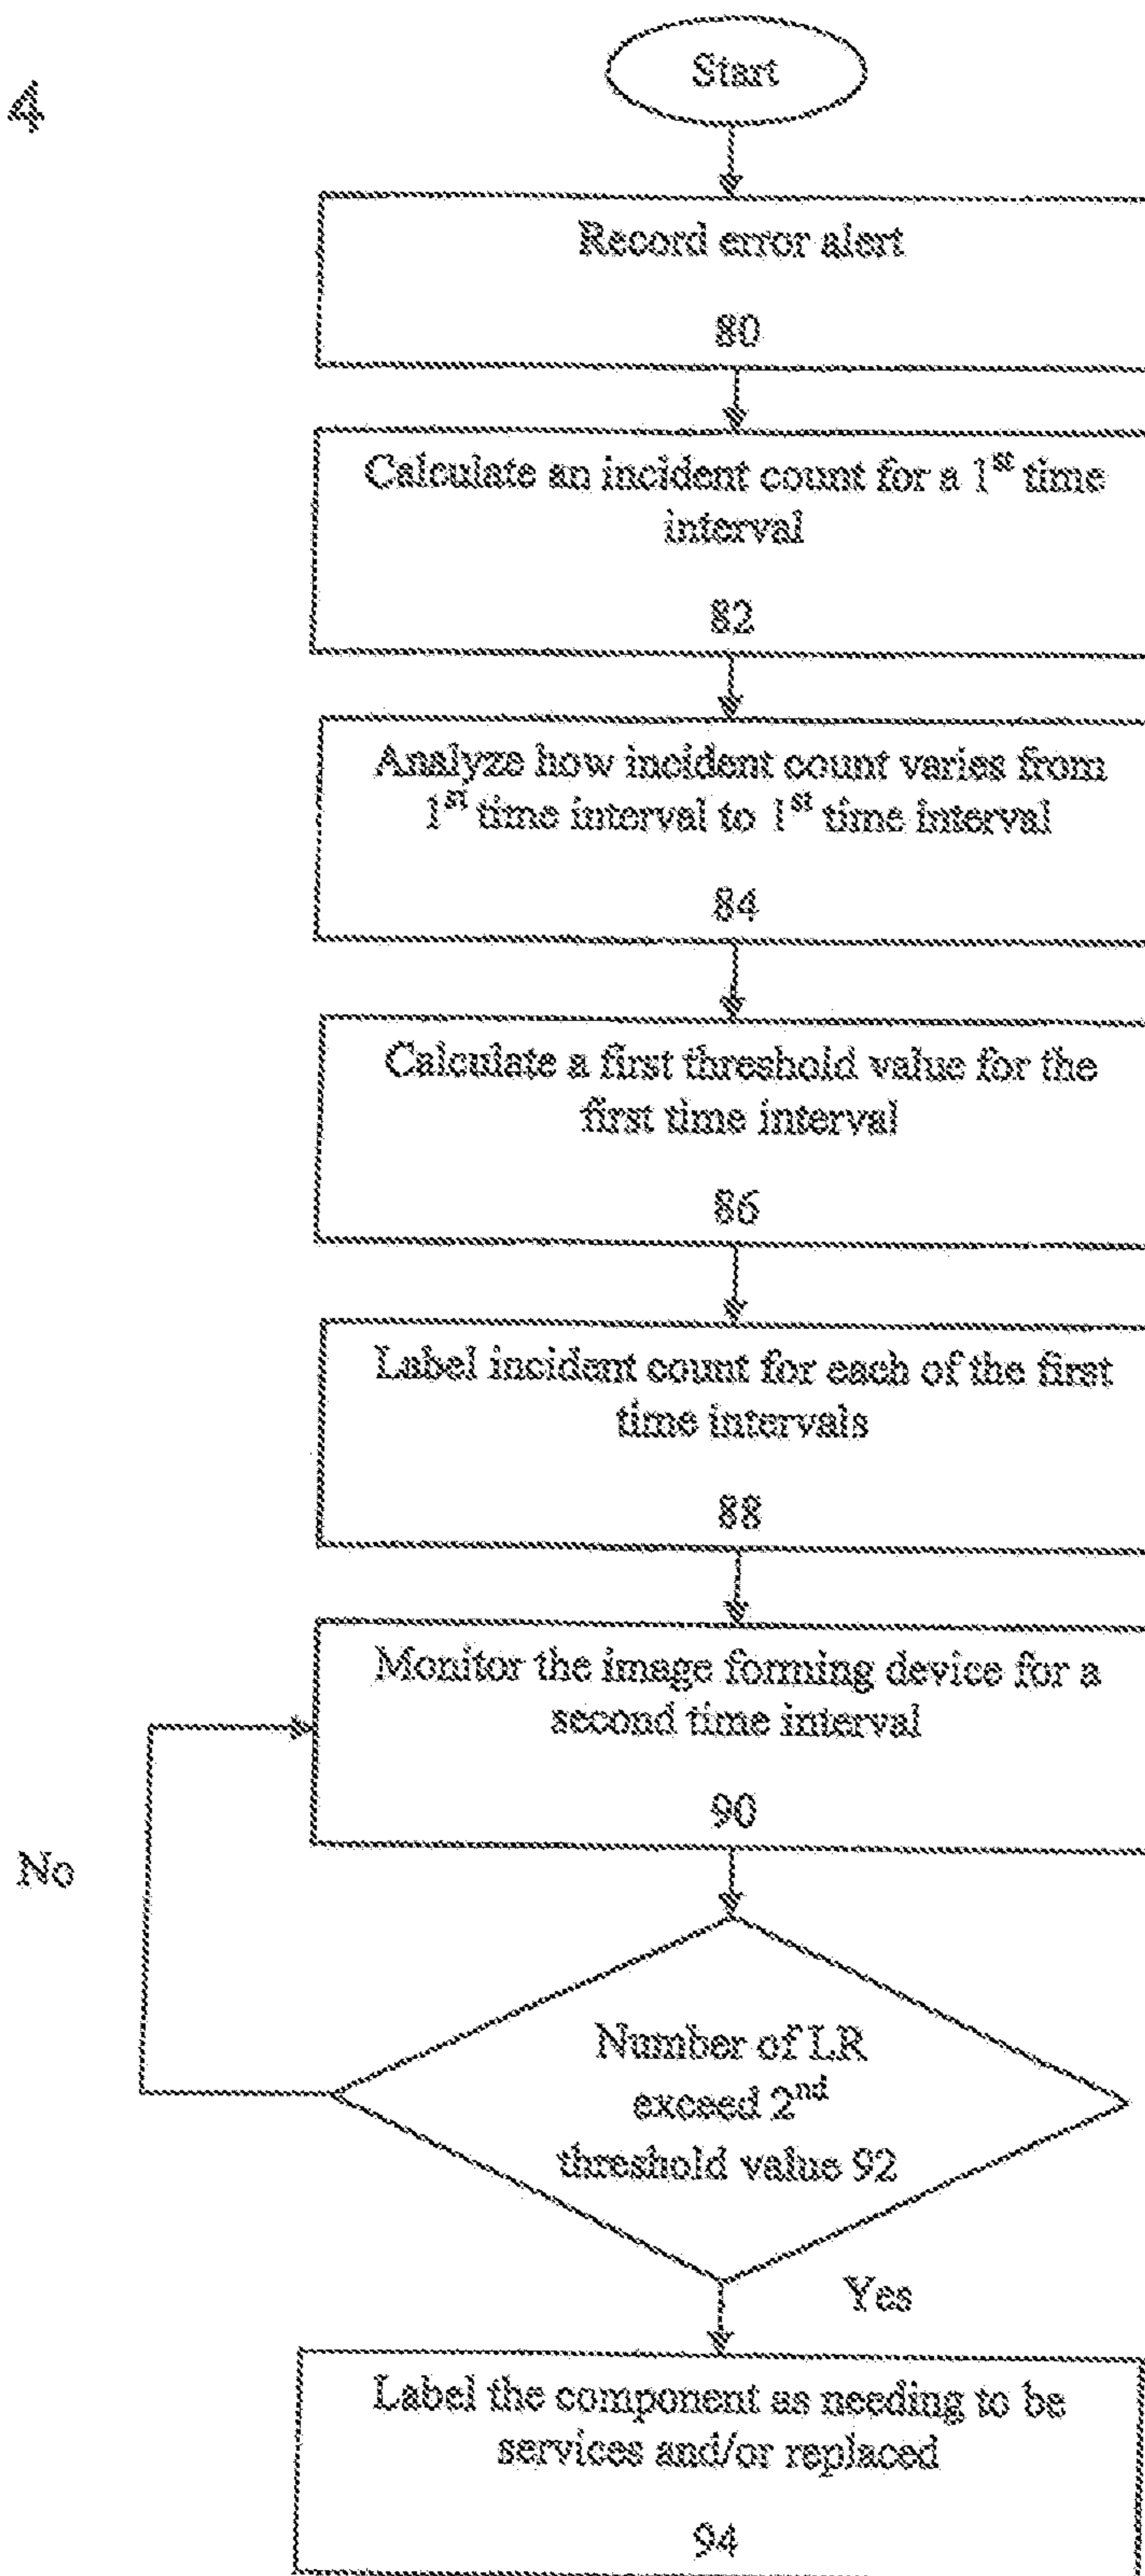 4
Start
Record error alert
80
Calculate an incident count for a 1st time
interval
82
Analyze how incident count varies from
1st time interval to 1st time interval
84
Calculate a first threshold value for the
first time interval
86
Label incident count for each of the first
time intervals
88
Monitor the image forming device for a
second time interval
90
No
Number of LR
exceed 2nd
threshold value 92
Yes
Label the component as needing to be
services and/or replaced
94